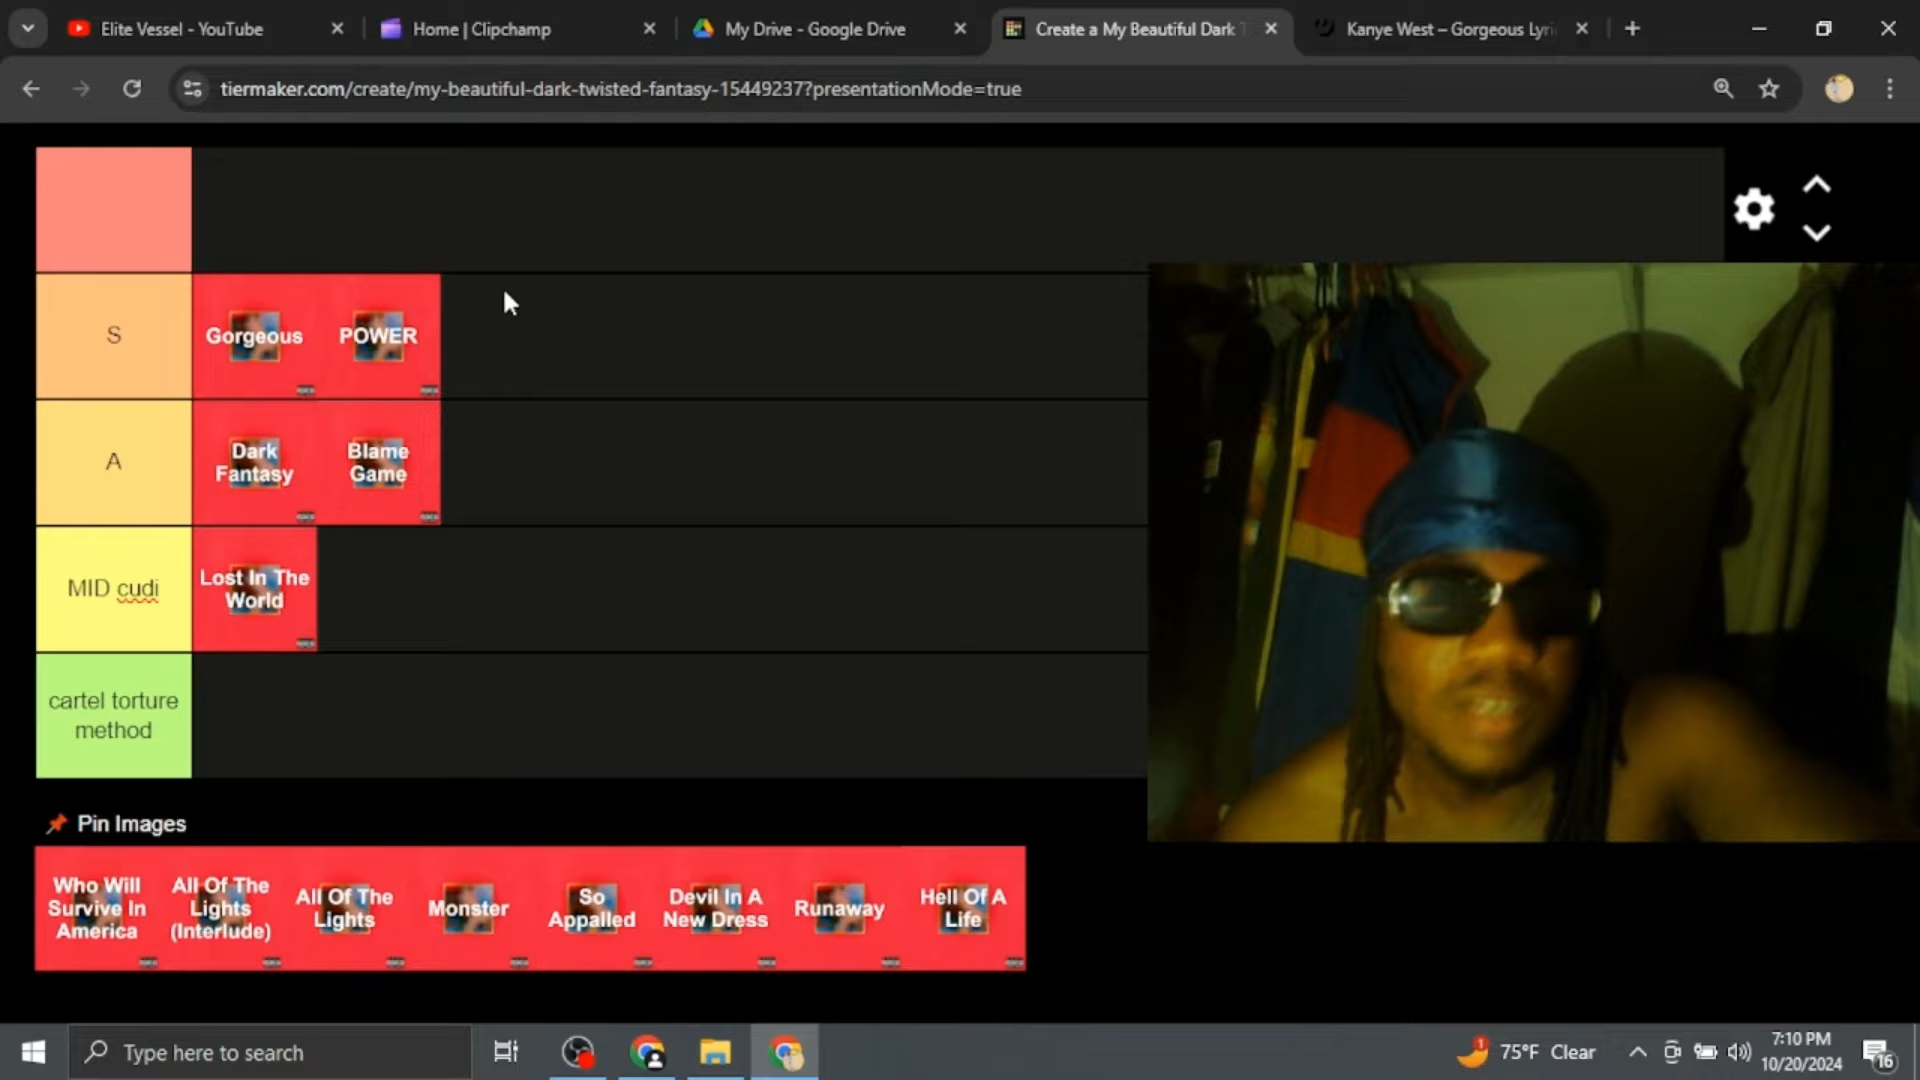 Elite Vessel - YouTube
Home | Clipchamp
My Drive - Google Drive
Create a My Beautiful Dark
Kanye West – Gorgeous Lyri
tiermaker.com/create/my-beautiful-dark-twisted-fantasy-15449237?presentationMode=true
S
Gorgeous
POWER
A
Dark
Fantasy
Blame
Game
MID cudi
Lost In The
World
cartel torture
method
Pin Images
Who Will
Survive In
America
All Of The
Lights
(Interlude)
All Of The
Lights
Monster
So
Appalled
Devil In A
New Dress
Runaway
Hell Of A
Life
Type here to search
1
75°F Clear
7:10 PM
10/20/2024
16